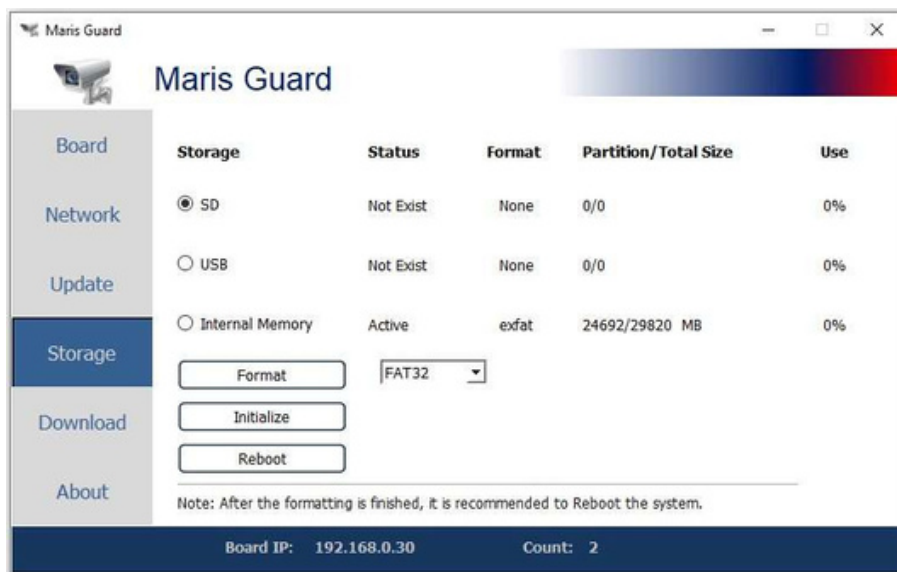 Maris Guard
Maris Guard
Board
Network
Update
Storage
Download
About
Storage Status Format Partition/Total Size Use
SD Not Exist None 0/0 0%
USB Not Exist None 0/0 0%
Internal Memory Active exfat 24692/29820 MB 0%
Format FAT32
Initialize
Reboot
Note: After the formatting is finished, it is recommended to Reboot the system.
Board IP: 192.168.0.30 Count: 2